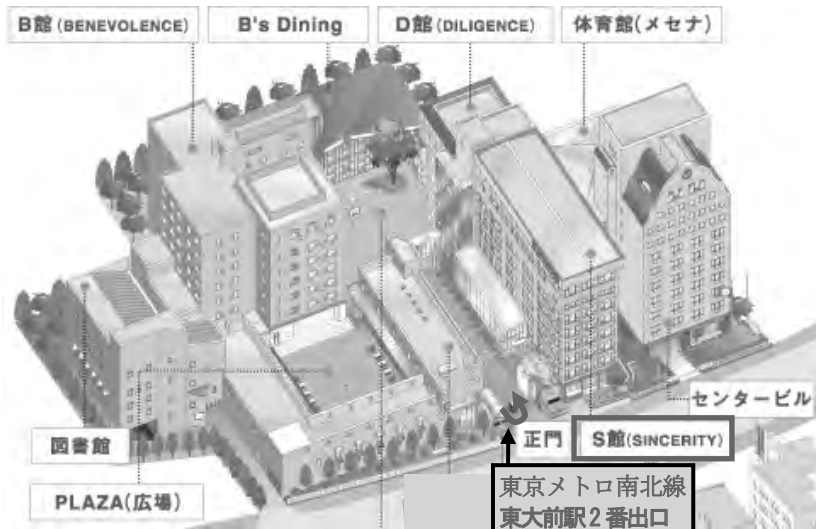 B館(BENEVOLENCE)
B's Dining
D館(DILIGENCE)
体育館(メセナ)
センタービル
図書館
正門
S館(SINCERITY)
PLAZA(広場)
東京メトロ南北線
東大前駅2番出口